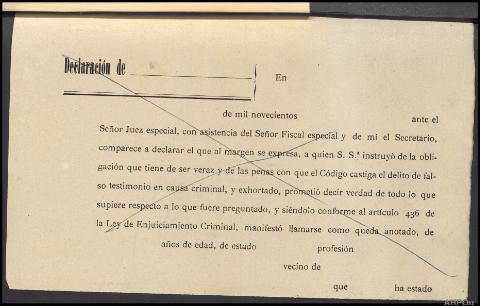 Declaración de
En
de mil novecientos ante el
Señor Juez especial, con asistencia del Señor Fiscal especial y de mí el Secretario,
comparece a declarar el que al margen se expresa, a quien S. S.ª instruyó de la obli-
gación que tiene de ser veraz y de las penas con que el Código castiga el delito de fal-
so testimonio en causa criminal, y exhortado, prometió decir verdad de todo lo que
supiere respecto a lo que fuere preguntado, y siéndolo conforme al artículo 436 de
la Ley de Enjuiciamiento Criminal, manifestó llamarse como queda anotado, de
años de edad, de estado profesión
vecino de
que ha estado
AHPOu